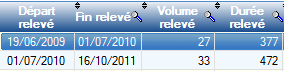 Départ relevé Fin relevé Volume relevé Durée relevé
19/06/2009 01/07/2010 27 377
01/07/2010 16/10/2011 33 472